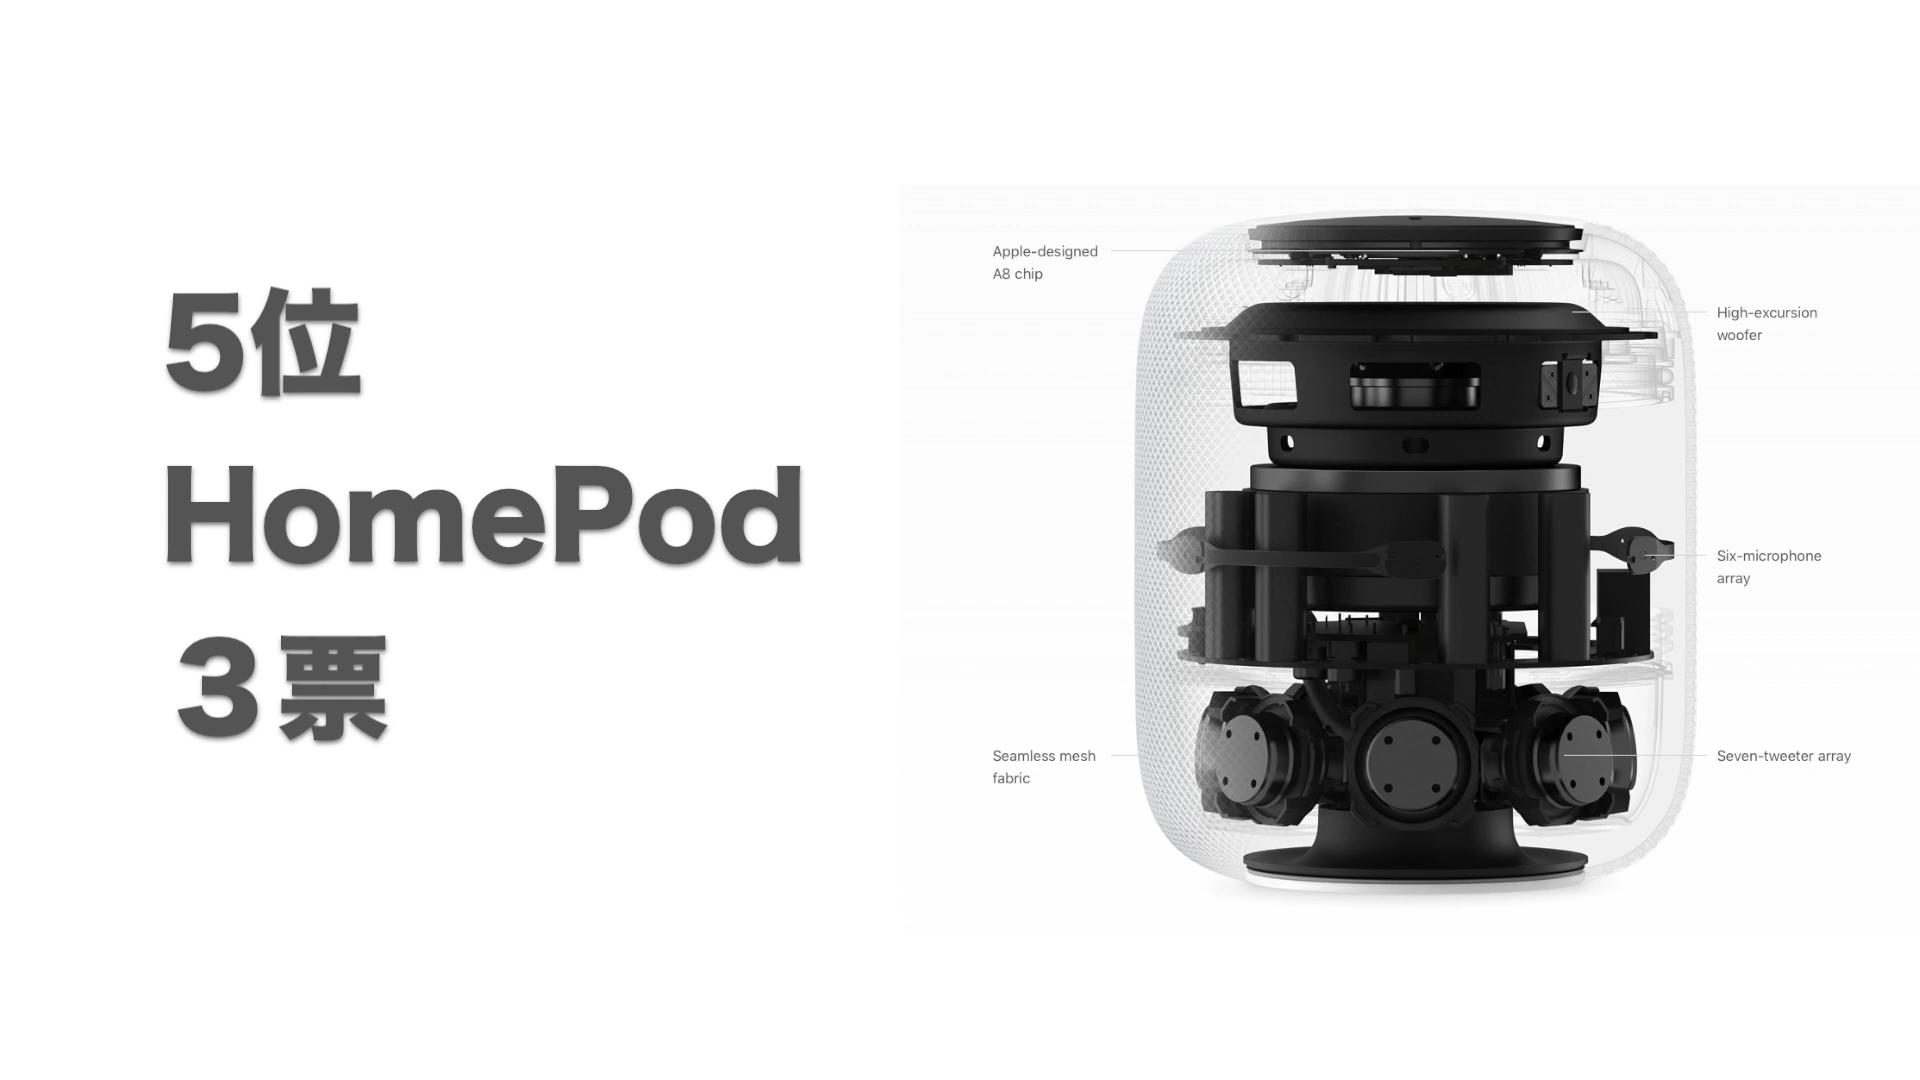 5位
HomePod
３票
Apple-designed
A8 chip
High-excursion
woofer
Six-microphone
array
Seamless mesh
fabric
Seven-tweeter array